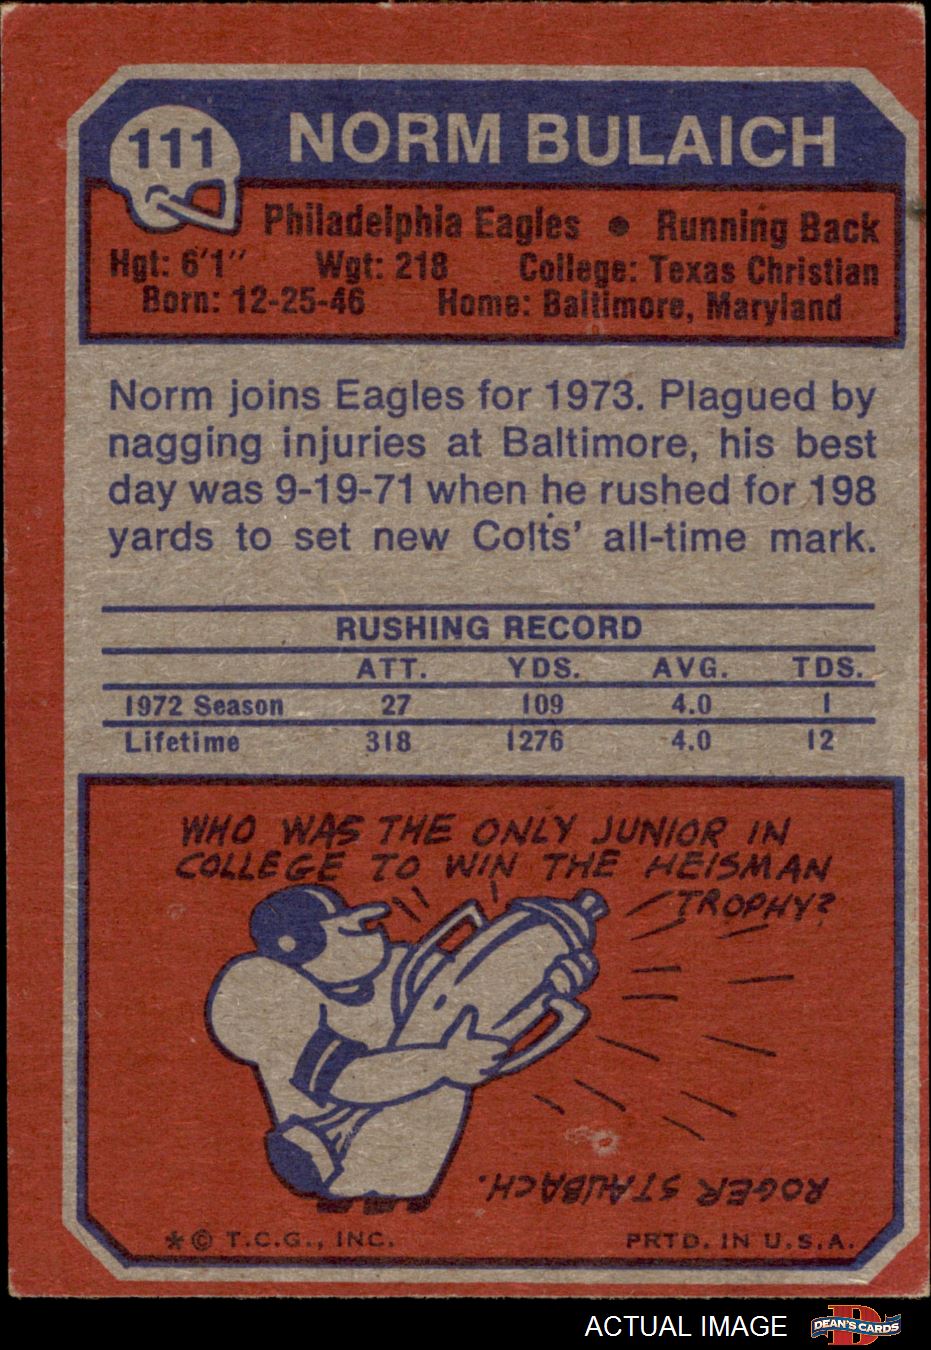 111 NORM BULAICH
Philadelphia Eagles • Running Back
Hgt: 6'1" Wgt: 218 College: Texas Christian
Born: 12-25-46 Home: Baltimore, Maryland
Norm joins Eagles for 1973. Plagued by
nagging injuries at Baltimore, his best
day was 9-19-71 when he rushed for 198
yards to set new Colts' all-time mark.
RUSHING RECORD
ATT. YDS. AVG. TDS.
1972 Season 27 109 4.0 1
Lifetime 318 1276 4.0 12
WHO WAS THE ONLY JUNIOR IN
COLLEGE TO WIN THE HEISMAN
TROPHY?
ROGER STAUBACH.
*© T.C.G., INC. PRTD. IN U.S.A.
ACTUAL IMAGE DEAN'S CARDS